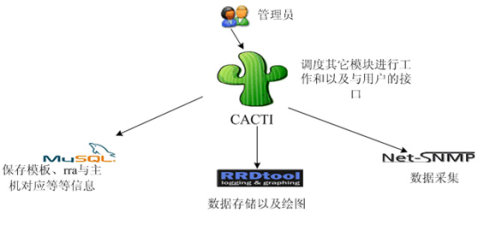 管理员
调度其它模块进行工
作和以及与用户的接
口
CACTI
MySQL
保存模板、rra与主
机对应等等信息
RRDtool
logging & graphing
数据存储以及绘图
Net-SNMP
数据采集